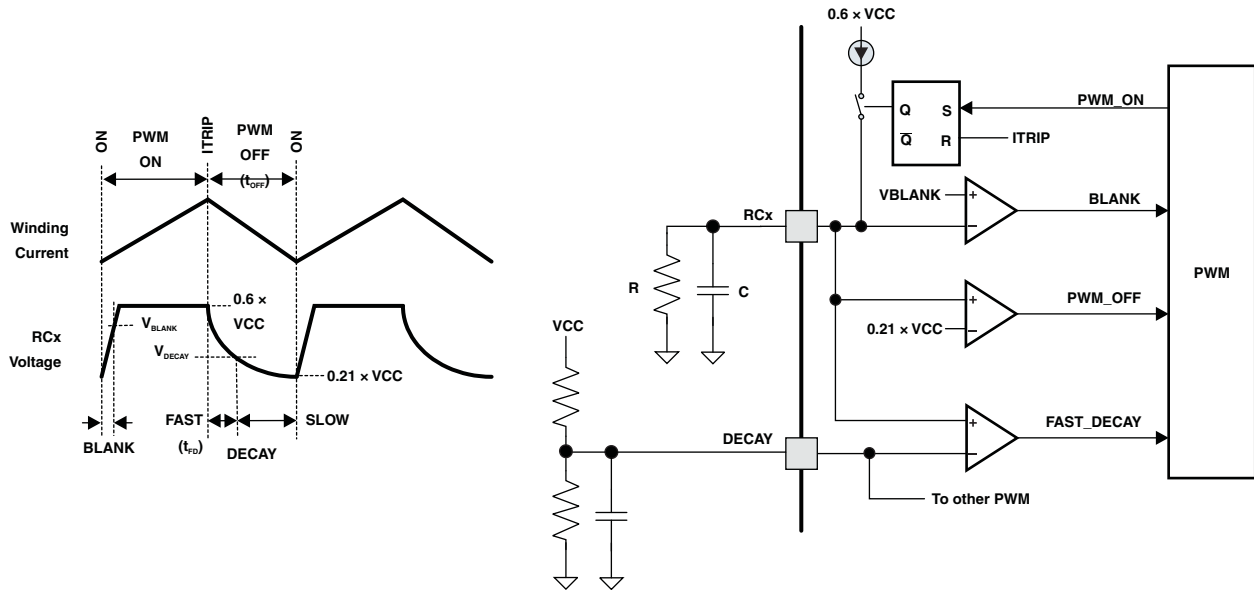 ON
PWM
ON
ITRIP
PWM
OFF
(tOFF)
ON
Winding
Current
RCx
Voltage
VBLANK
VDECAY
0.6 ×
VCC
0.21 × VCC
BLANK
FAST
(tFD)
DECAY
SLOW
0.6 × VCC
Q
S
Q̅
R
PWM_ON
ITRIP
VBLANK
+
−
BLANK
RCx
R
C
+
−
0.21 × VCC
PWM_OFF
PWM
VCC
DECAY
+
−
FAST_DECAY
To other PWM